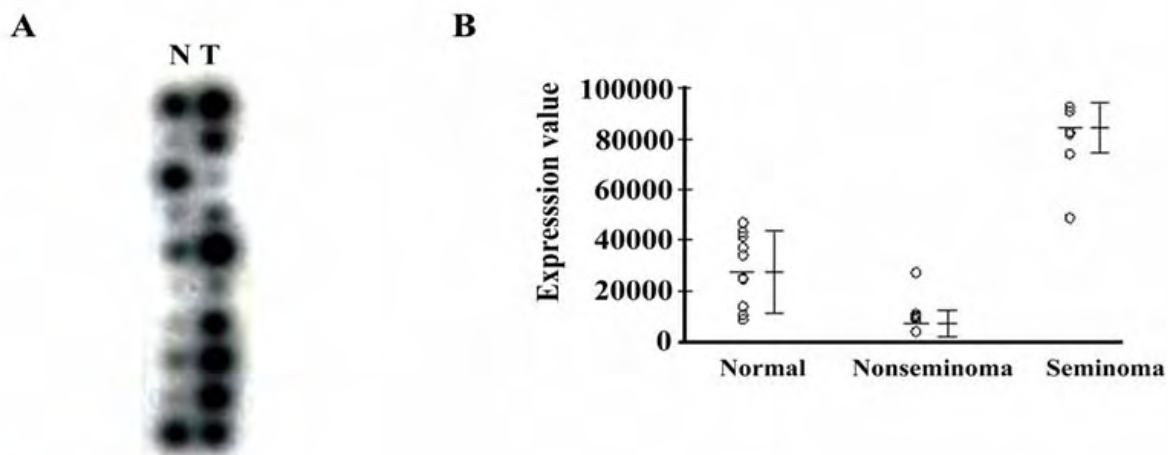 A
N T
B
Expresssion value
100000
80000
60000
40000
20000
0
Normal Nonseminoma Seminoma